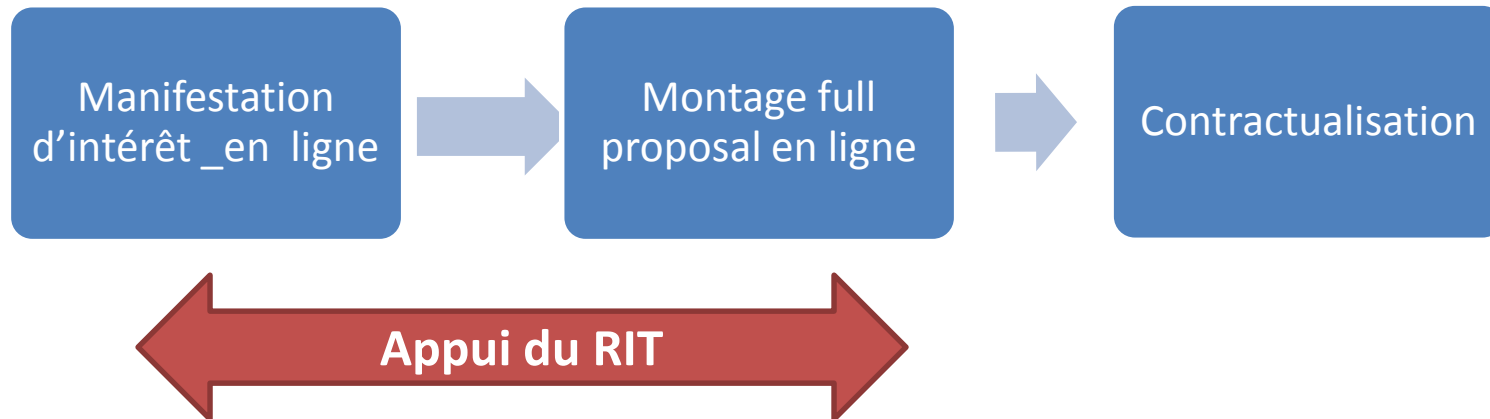 Manifestation
d’intérêt _en ligne
Montage full
proposal en ligne
Contractualisation
Appui du RIT